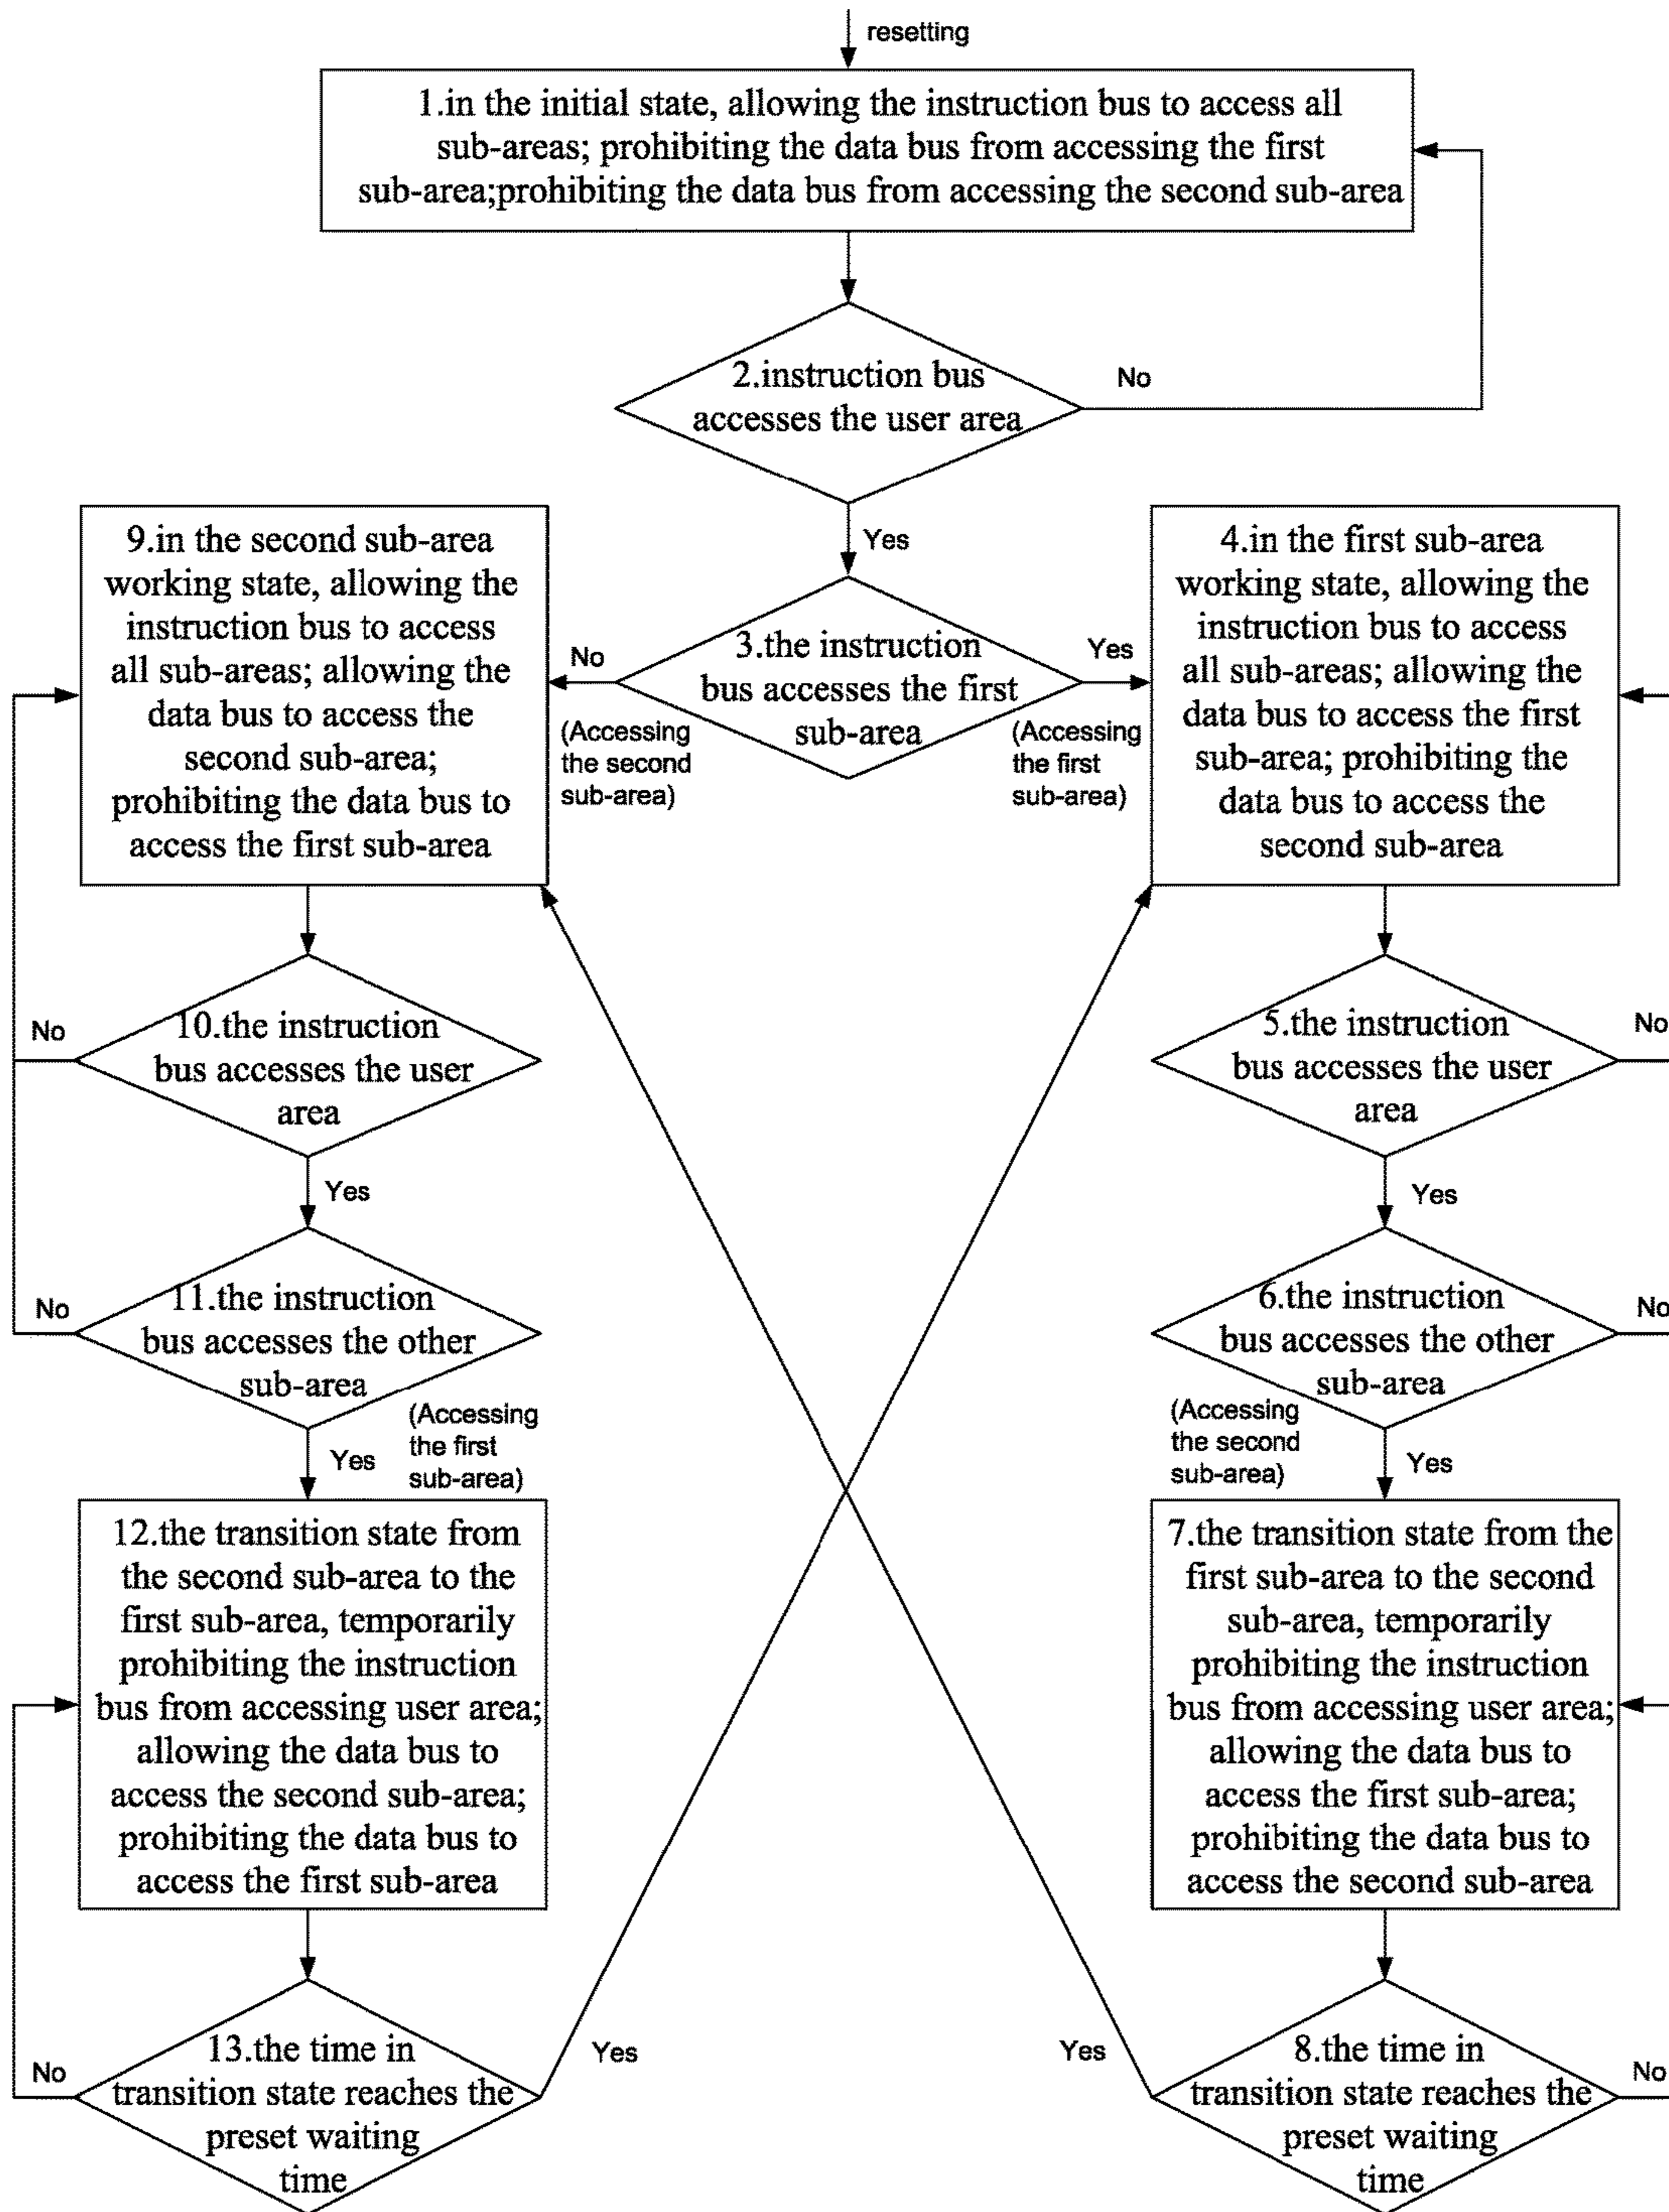 resetting
1.in the initial state, allowing the instruction bus to access all
sub-areas; prohibiting the data bus from accessing the first
sub-area;prohibiting the data bus from accessing the second sub-area
2.instruction bus
accesses the user area
No
Yes
3.the instruction
bus accesses the first
sub-area
No
(Accessing
the second
sub-area)
Yes
(Accessing
the first
sub-area)
4.in the first sub-area
working state, allowing the
instruction bus to access
all sub-areas; allowing the
data bus to access the first
sub-area; prohibiting the
data bus to access the
second sub-area
5.the instruction
bus accesses the user
area
No
Yes
6.the instruction
bus accesses the other
sub-area
No
(Accessing
the second
sub-area)
Yes
7.the transition state from the
first sub-area to the second
sub-area, temporarily
prohibiting the instruction
bus from accessing user area;
allowing the data bus to
access the first sub-area;
prohibiting the data bus to
access the second sub-area
8.the time in
transition state reaches the
preset waiting
time
Yes
No
9.in the second sub-area
working state, allowing the
instruction bus to access
all sub-areas; allowing the
data bus to access the
second sub-area;
prohibiting the data bus to
access the first sub-area
10.the instruction
bus accesses the user
area
No
Yes
11.the instruction
bus accesses the other
sub-area
No
Yes
(Accessing
the first
sub-area)
12.the transition state from
the second sub-area to the
first sub-area, temporarily
prohibiting the instruction
bus from accessing user area;
allowing the data bus to
access the second sub-area;
prohibiting the data bus to
access the first sub-area
13.the time in
transition state reaches the
preset waiting
time
No
Yes